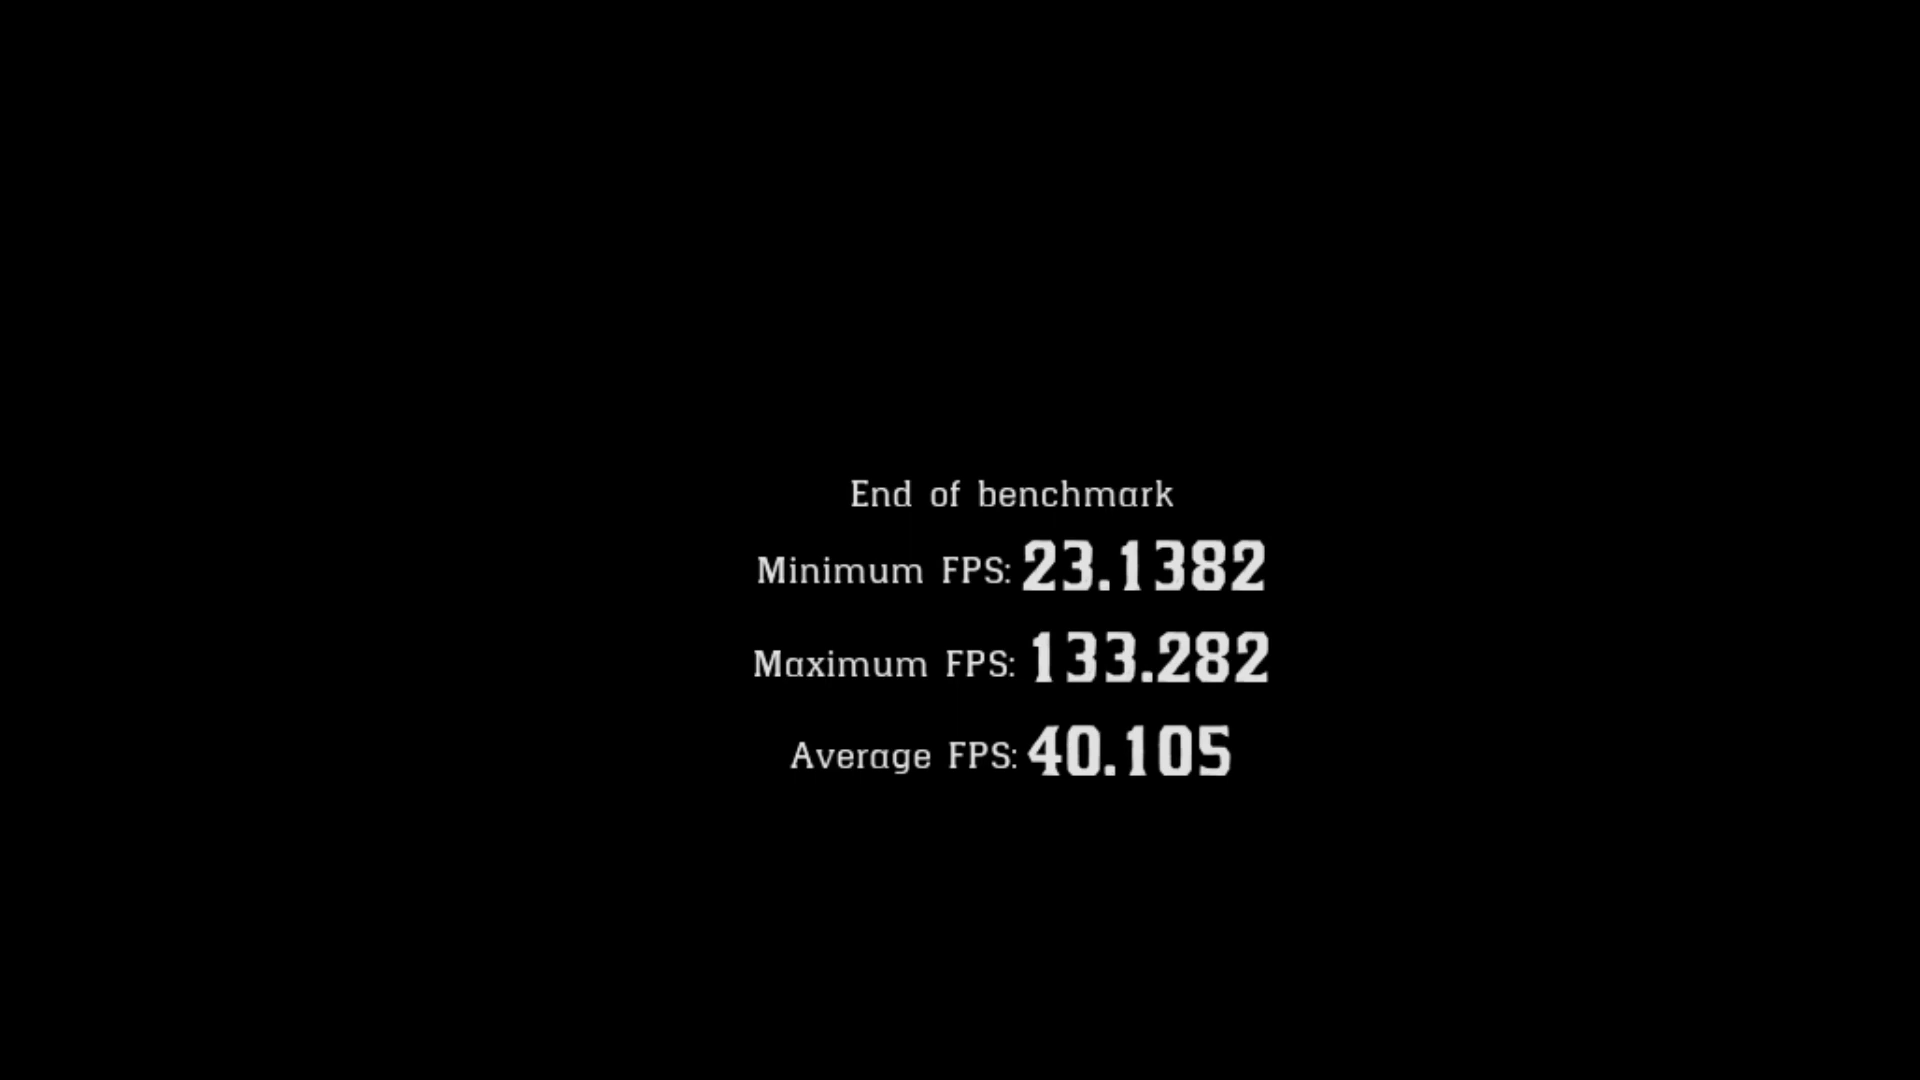 End of benchmark
Minimum FPS: 23.1382
Maximum FPS: 133.282
Average FPS: 40.105